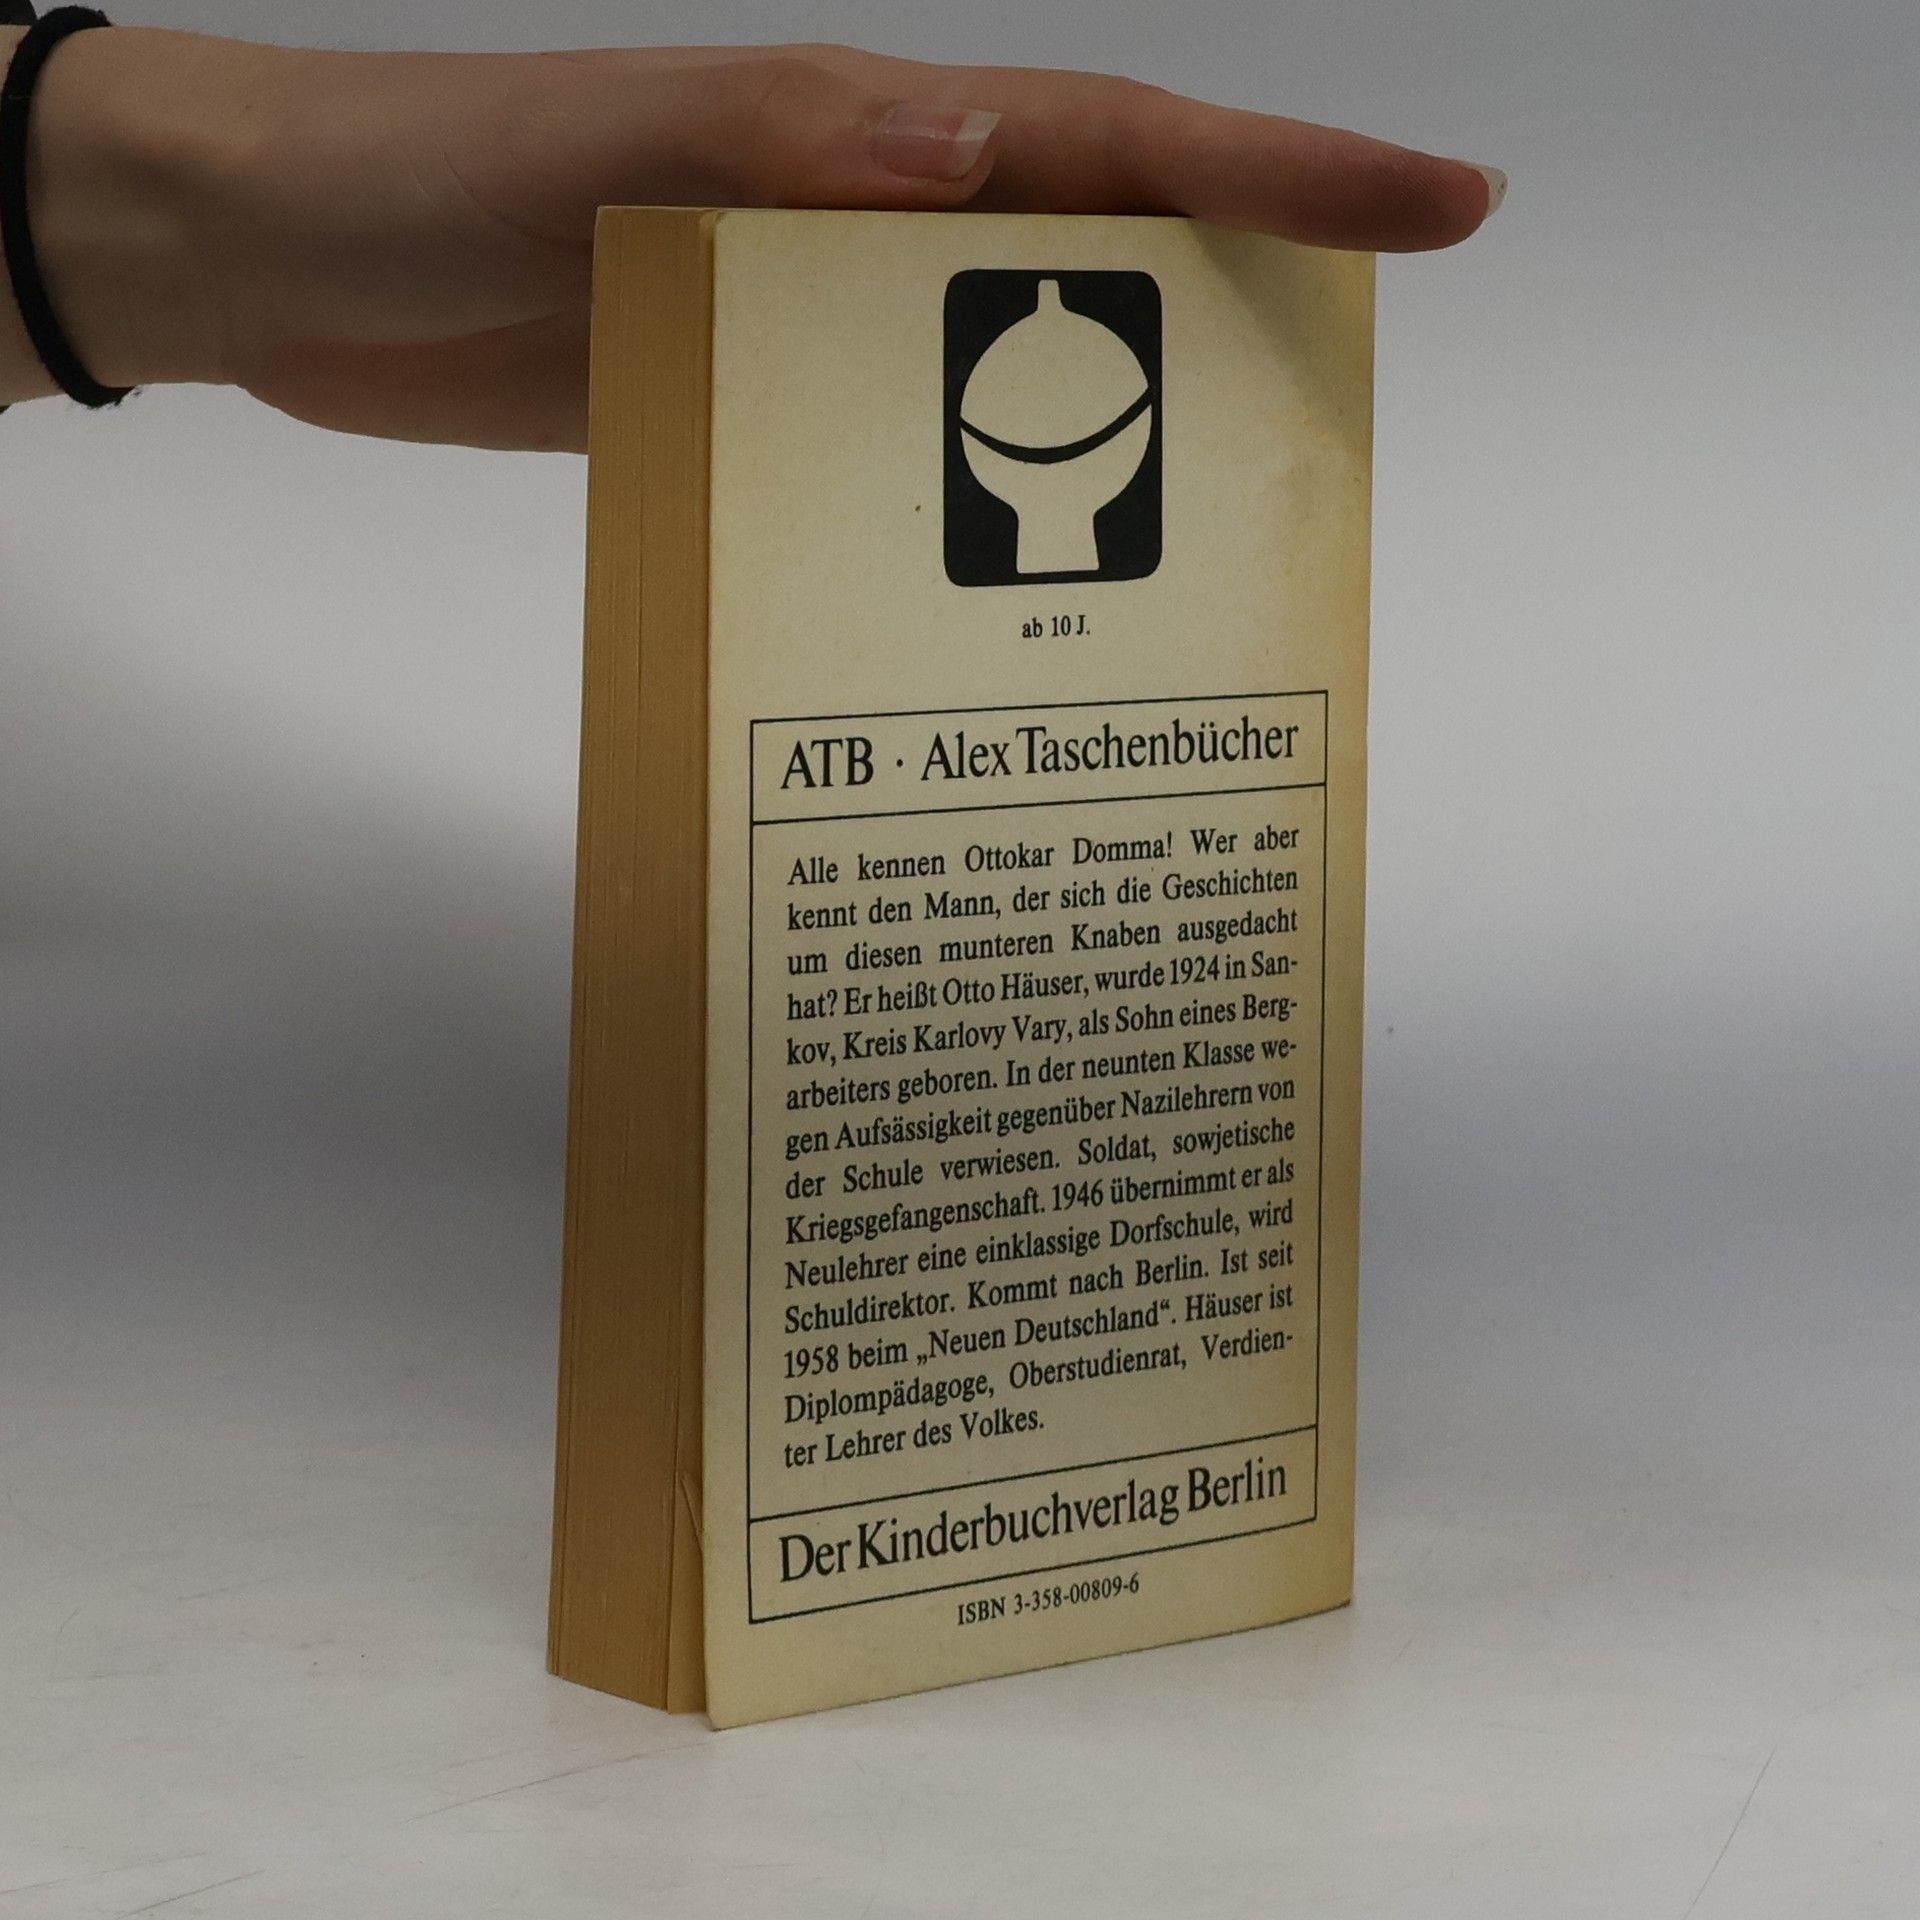 ab 10 J.
ATB · Alex Taschenbücher
Alle kennen Ottokar Domma! Wer aber
kennt den Mann, der sich die Geschichten
um diesen munteren Knaben ausgedacht
hat? Er heißt Otto Häuser, wurde 1924 in San-
kov, Kreis Karlovy Vary, als Sohn eines Berg-
arbeiters geboren. In der neunten Klasse we-
gen Aufsässigkeit gegenüber Nazilehrern von
der Schule verwiesen. Soldat, sowjetische
Kriegsgefangenschaft. 1946 übernimmt er als
Neulehrer eine einklassige Dorfschule, wird
Schuldirektor. Kommt nach Berlin. Ist seit
1958 beim „Neuen Deutschland“. Häuser ist
Diplompädagoge, Oberstudienrat, Verdien-
ter Lehrer des Volkes.
Der Kinderbuchverlag Berlin
ISBN 3-358-00809-6